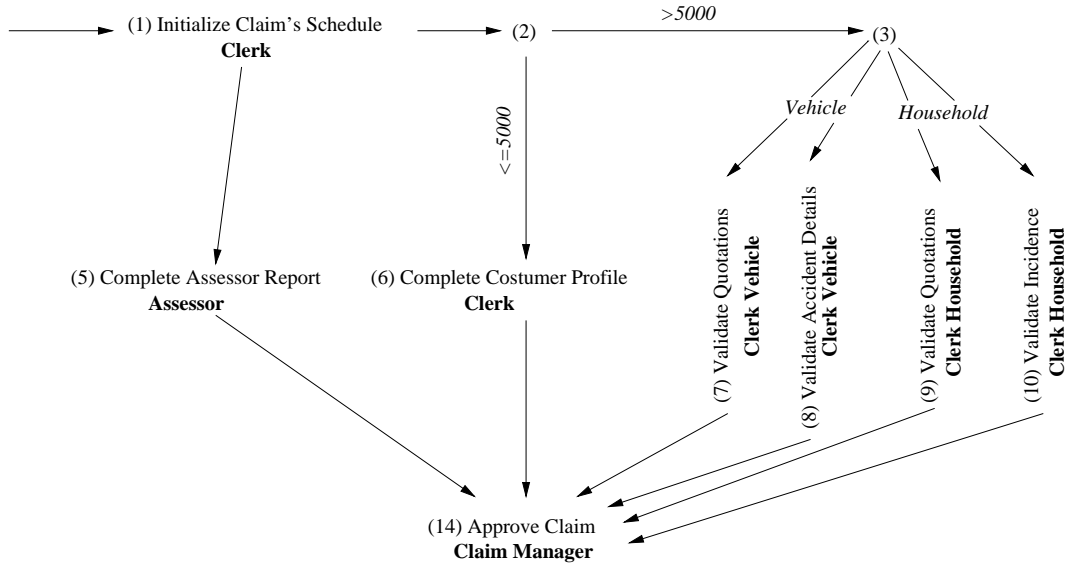 (1) Initialize Claim's Schedule
Clerk
(2)
>5000
(3)
<=5000
Vehicle
Household
(5) Complete Assessor Report
Assessor
(6) Complete Costumer Profile
Clerk
(7) Validate Quotations
Clerk Vehicle
(8) Validate Accident Details
Clerk Vehicle
(9) Validate Quotations
Clerk Household
(10) Validate Incidence
Clerk Household
(14) Approve Claim
Claim Manager